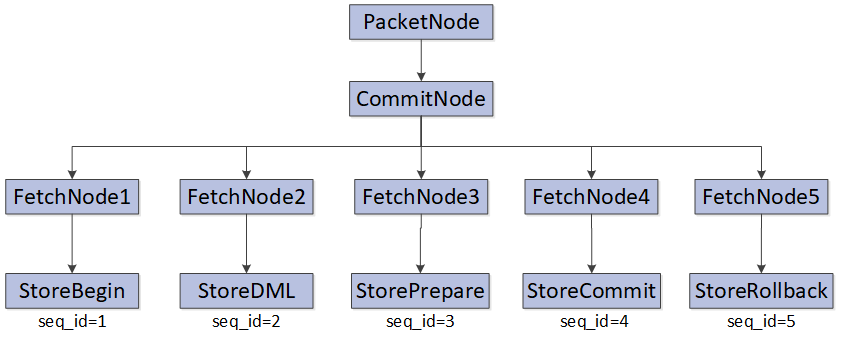 PacketNode
CommitNode
FetchNode1 FetchNode2 FetchNode3 FetchNode4 FetchNode5
StoreBegin StoreDML StorePrepare StoreCommit StoreRollback
seq_id=1 seq_id=2 seq_id=3 seq_id=4 seq_id=5